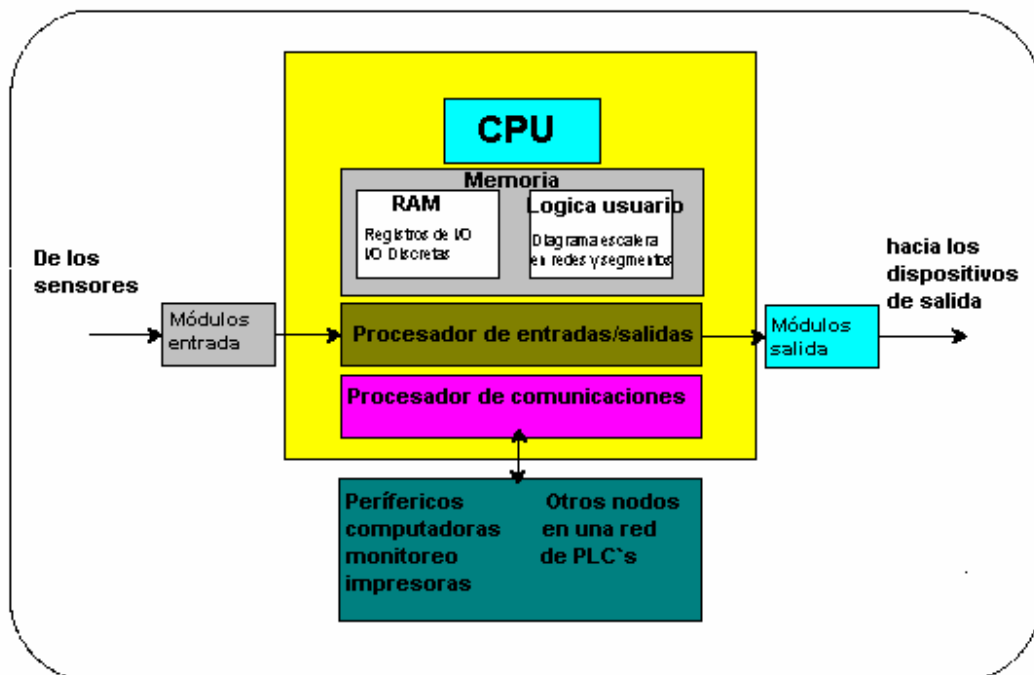 CPU
Memoria
RAM
Registros de I/O
I/O Discretas
Logica usuario
Diagrama escalera
en redes y segmentos
De los
sensores
Módulos
entrada
Procesador de entradas/salidas
Módulos
salida
hacia los
dispositivos
de salida
Procesador de comunicaciones
Perífericos
computadoras
monitoreo
impresoras
Otros nodos
en una red
de PLC`s